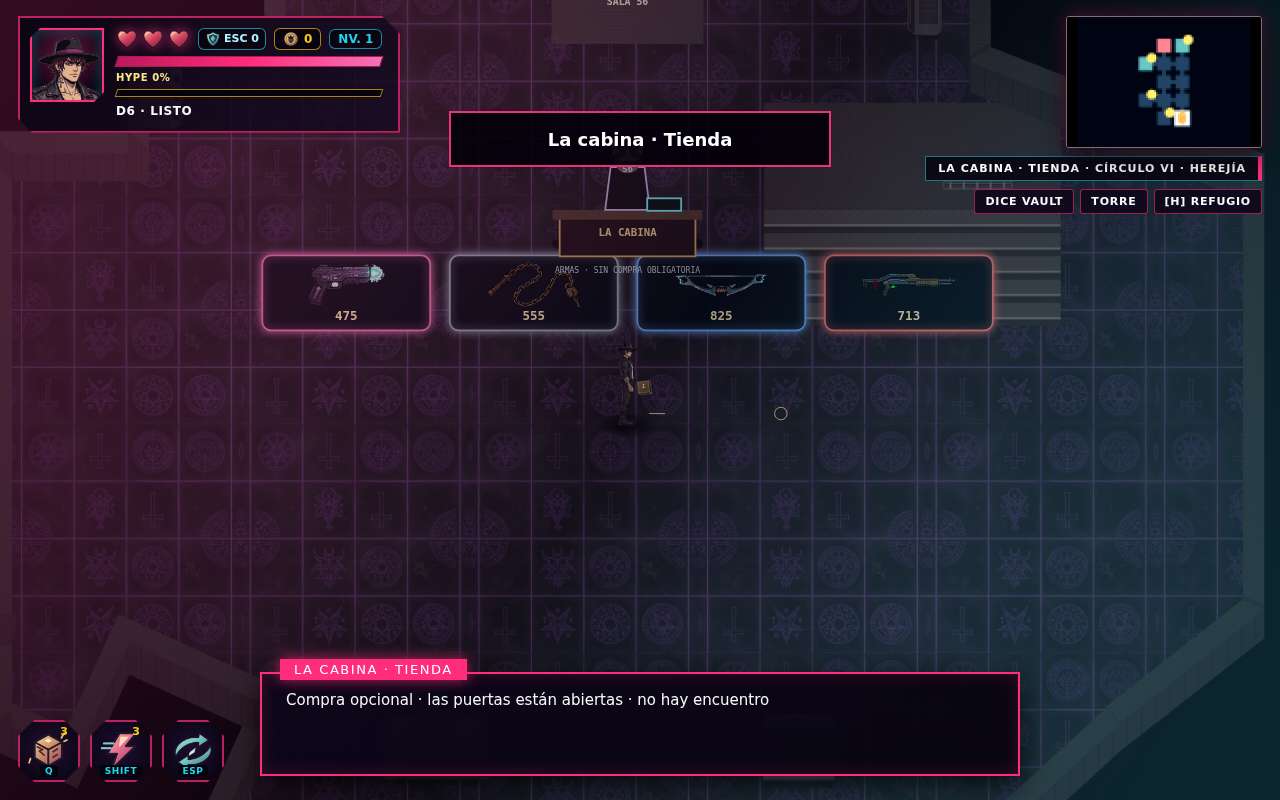 SALA 56
ESC 0
0
NV. 1
HYPE 0%
D6 · LISTO
La cabina · Tienda
LA CABINA · TIENDA · CÍRCULO VI · HEREJÍA
DICE VAULT
TORRE
[H] REFUGIO
56
LA CABINA
ARMAS · SIN COMPRA OBLIGATORIA
475
555
825
713
LA CABINA · TIENDA
Compra opcional · las puertas están abiertas · no hay encuentro
3
Q
3
SHIFT
ESP